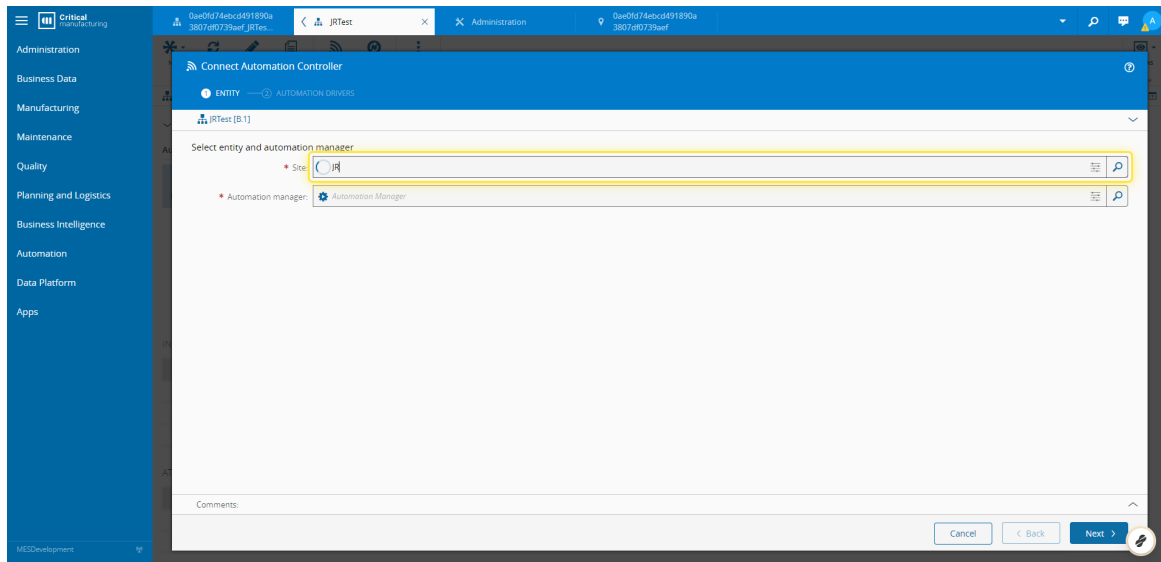 Critical
manufacturing
0ae0fd74ebcd491890a
3807df0739aef_JRTes...
JRTest
Administration
0ae0fd74ebcd491890a
3807df0739aef
A
Administration
Business Data
Manufacturing
Maintenance
Quality
Planning and Logistics
Business Intelligence
Automation
Data Platform
Apps
MESDevelopment
Connect Automation Controller
1 ENTITY 2 AUTOMATION DRIVERS
JRTest [B.1]
Select entity and automation manager
* Site: JR
* Automation manager: Automation Manager
Comments:
Cancel < Back Next >